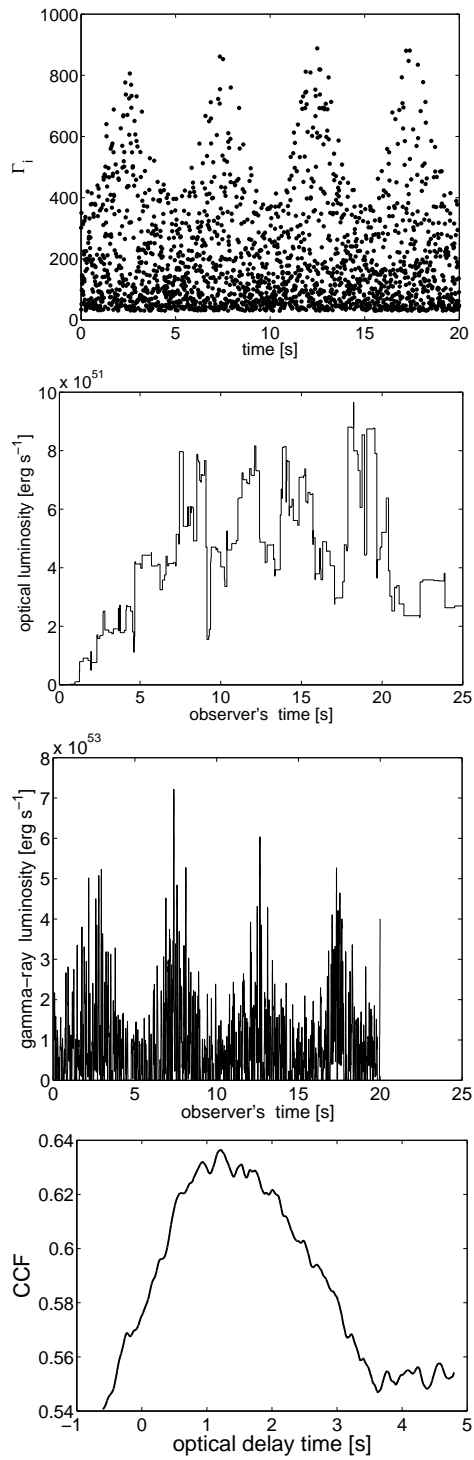 1000
800
600
400
200
0
Γi
0 5 10 15 20
time [s]
x 10^51
10
8
6
4
2
0
optical luminosity [erg s−1]
0 5 10 15 20 25
observer's time [s]
x 10^53
8
7
6
5
4
3
2
1
0
gamma−ray luminosity [erg s−1]
0 5 10 15 20 25
observer's time [s]
0.64
0.62
0.6
0.58
0.56
0.54
CCF
−1 0 1 2 3 4 5
optical delay time [s]